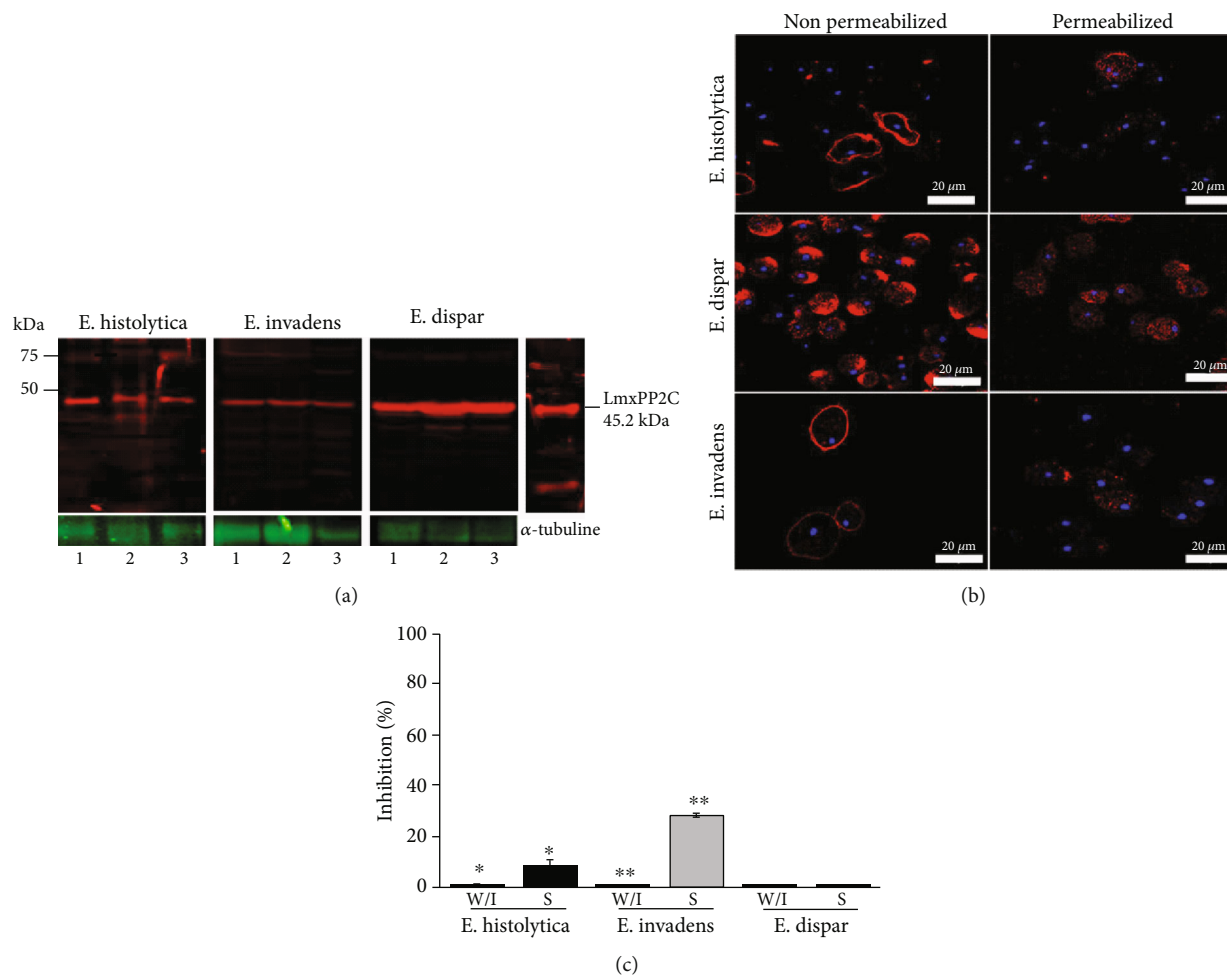 E. histolytica
E. invadens
E. dispar
kDa
75
50
LmxPP2C
45.2 kDa
α-tubuline
1 2 3 1 2 3 1 2 3
(a)
Non permeabilized
Permeabilized
E. histolytica
20 μm
20 μm
E. dispar
20 μm
20 μm
E. invadens
20 μm
20 μm
(b)
Inhibition (%)
100
80
60
40
20
0
* * ** **
W/I S W/I S W/I S
E. histolytica E. invadens E. dispar
(c)